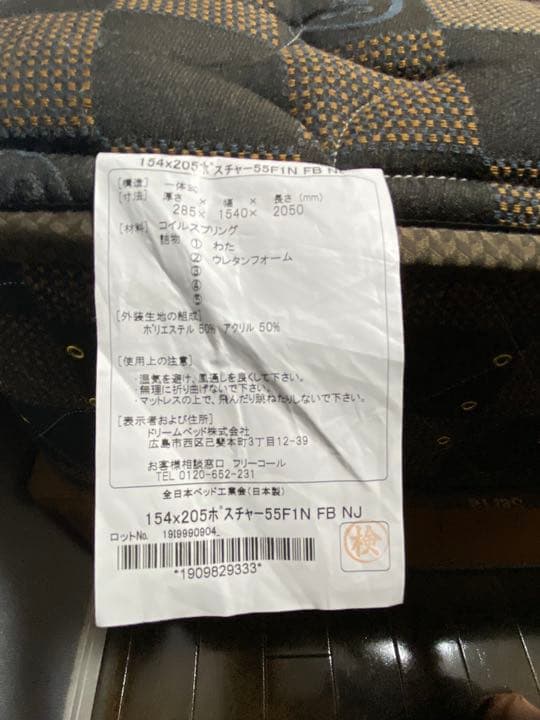 154x205ポスチャー55F1N FB NJ
[構造] 一体式
[寸法] 厚さ × 幅 × 長さ (mm)
285× 1540× 2050
[材料] コイルスプリング
詰物 ① わた
② ウレタンフォーム
③
④
⑤
[外装生地の組成]
ポリエステル 50% アクリル 50%
[使用上の注意]
・湿気を避け、風通しを良くして下さい。
・無理に折り曲げないで下さい。
・マットレスの上で、飛んだり跳ねたりしないで下さい。
[表示者および住所]
ドリームベッド株式会社
広島市西区己斐本町3丁目12-39
お客様相談窓口 フリーコール
TEL 0120-652-231
全日本ベッド工業会(日本製)
154x205ポスチャー55F1N FB NJ
ロットNo. 19I9990904_
*1909829333*
検